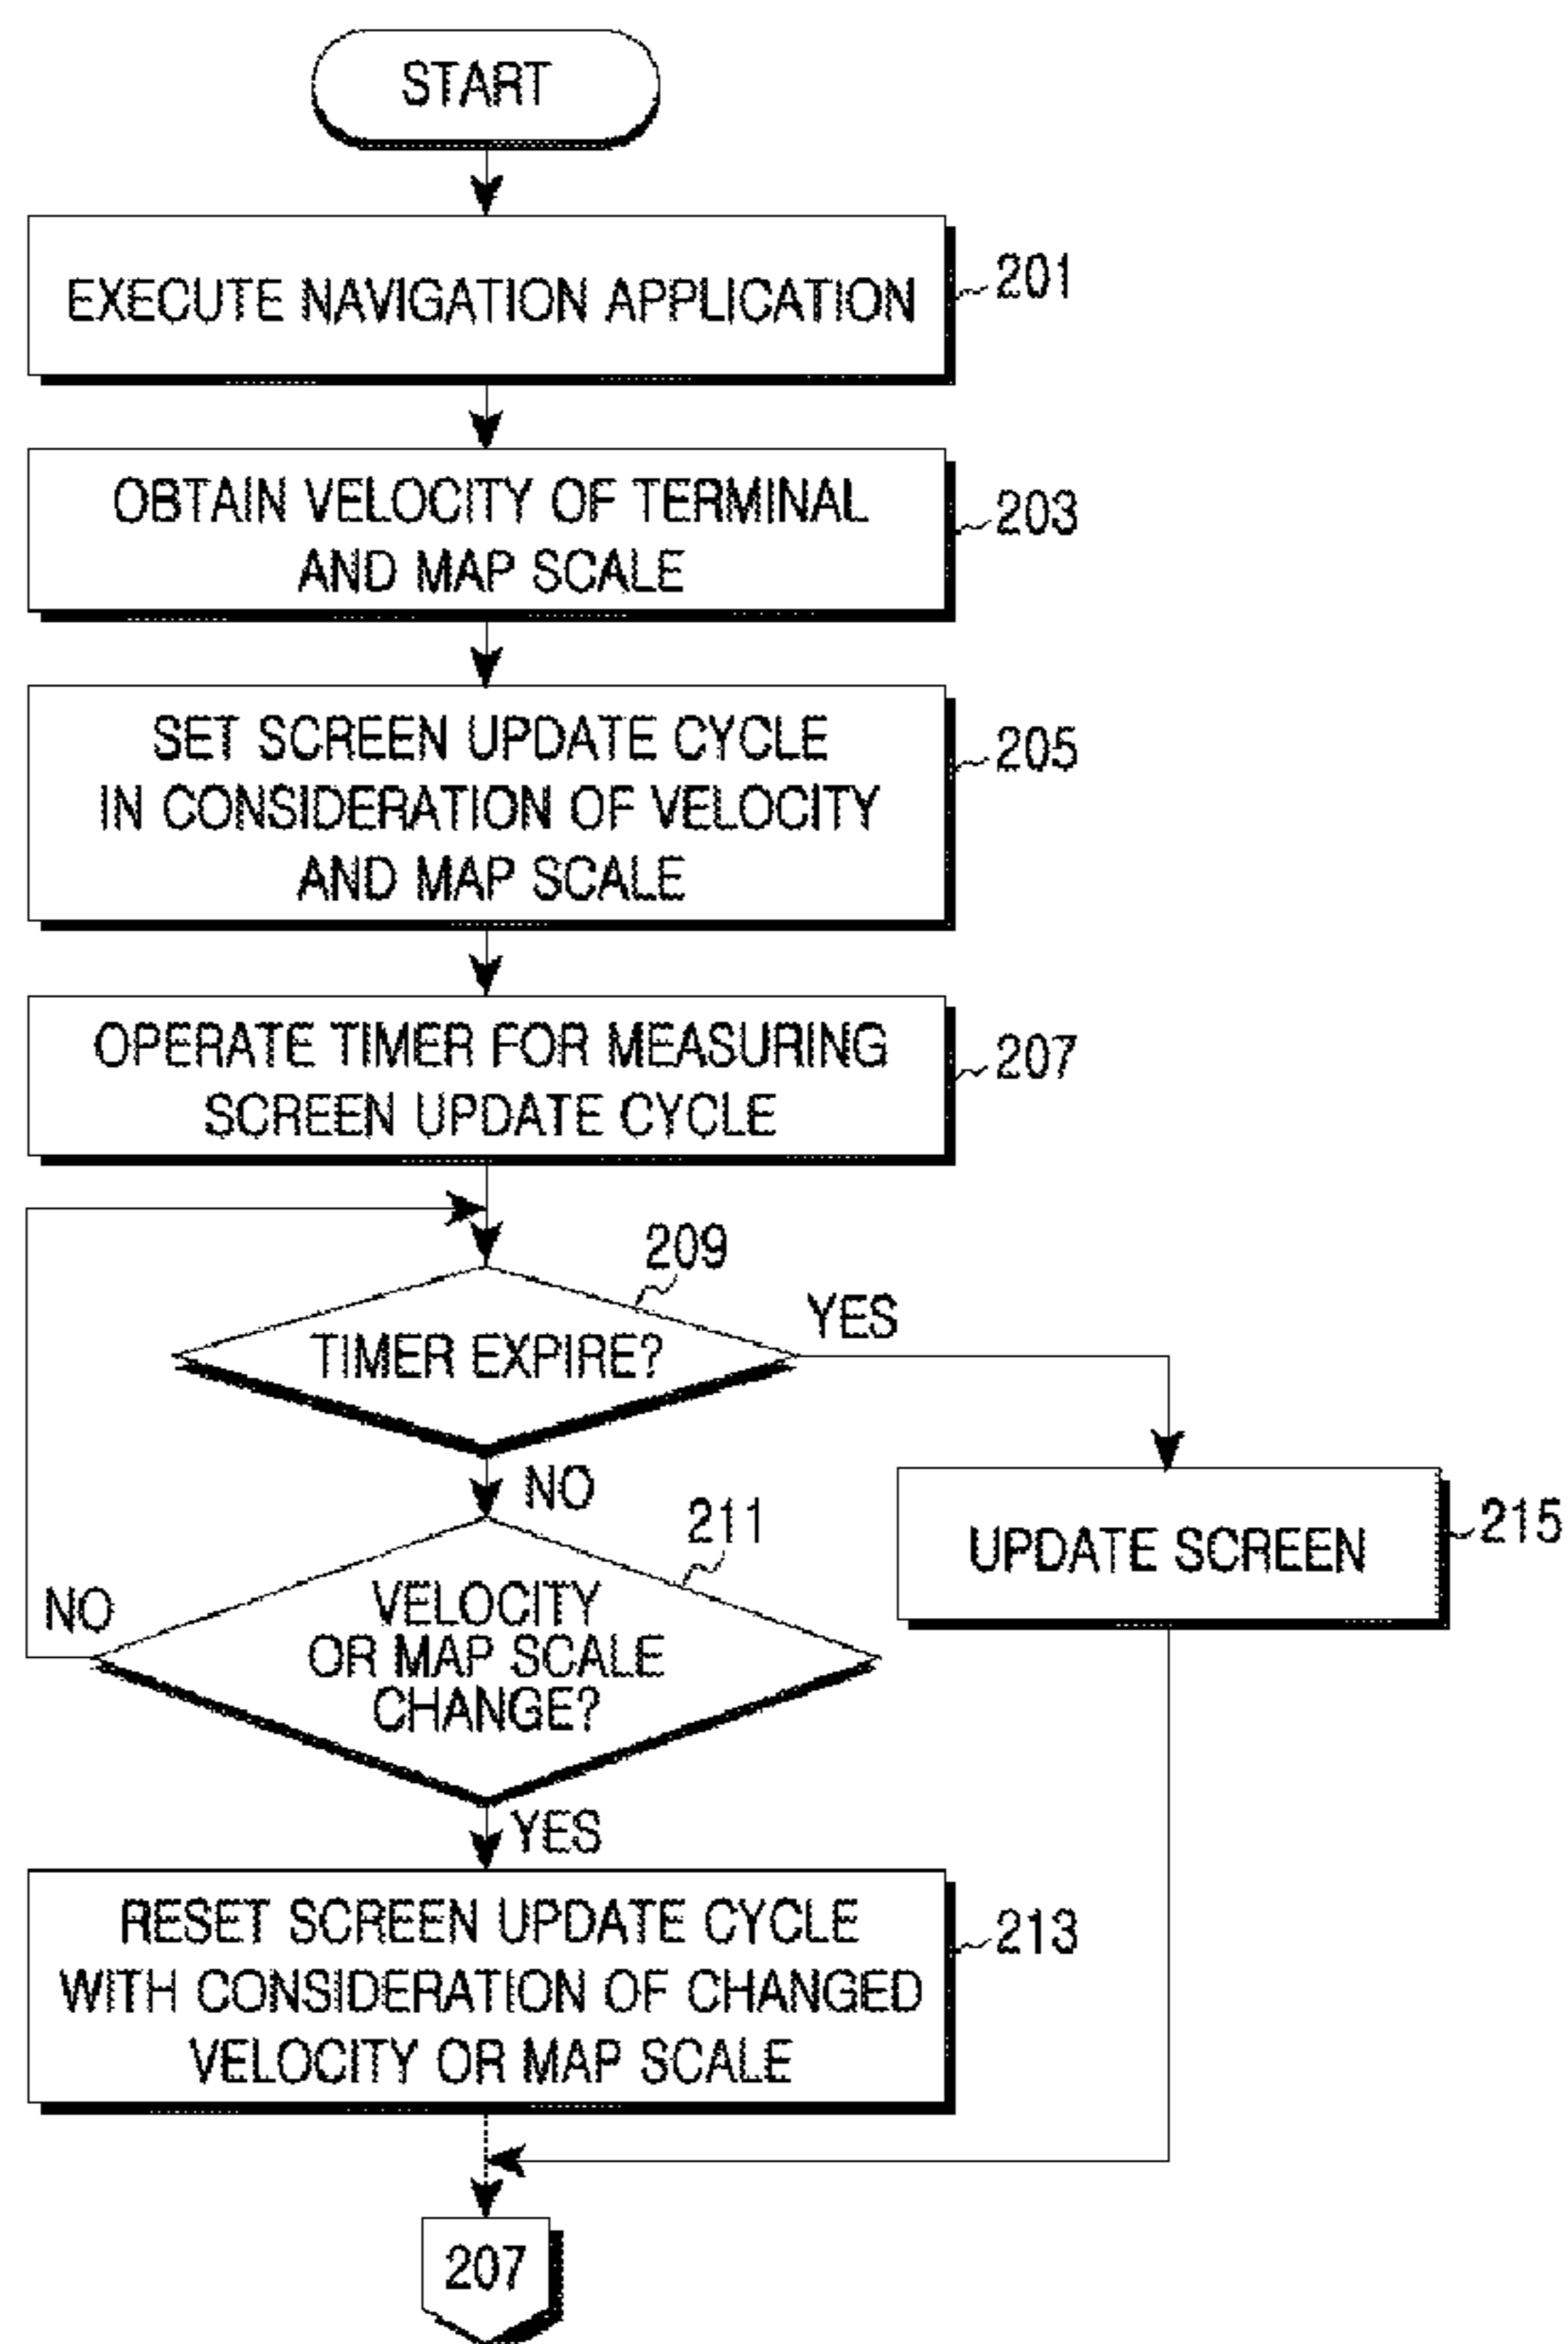 START
EXECUTE NAVIGATION APPLICATION
201
OBTAIN VELOCITY OF TERMINAL
AND MAP SCALE
203
SET SCREEN UPDATE CYCLE
IN CONSIDERATION OF VELOCITY
AND MAP SCALE
205
OPERATE TIMER FOR MEASURING
SCREEN UPDATE CYCLE
207
209
TIMER EXPIRE?
YES
NO
211
VELOCITY
OR MAP SCALE
CHANGE?
NO
UPDATE SCREEN
215
YES
RESET SCREEN UPDATE CYCLE
WITH CONSIDERATION OF CHANGED
VELOCITY OR MAP SCALE
213
207